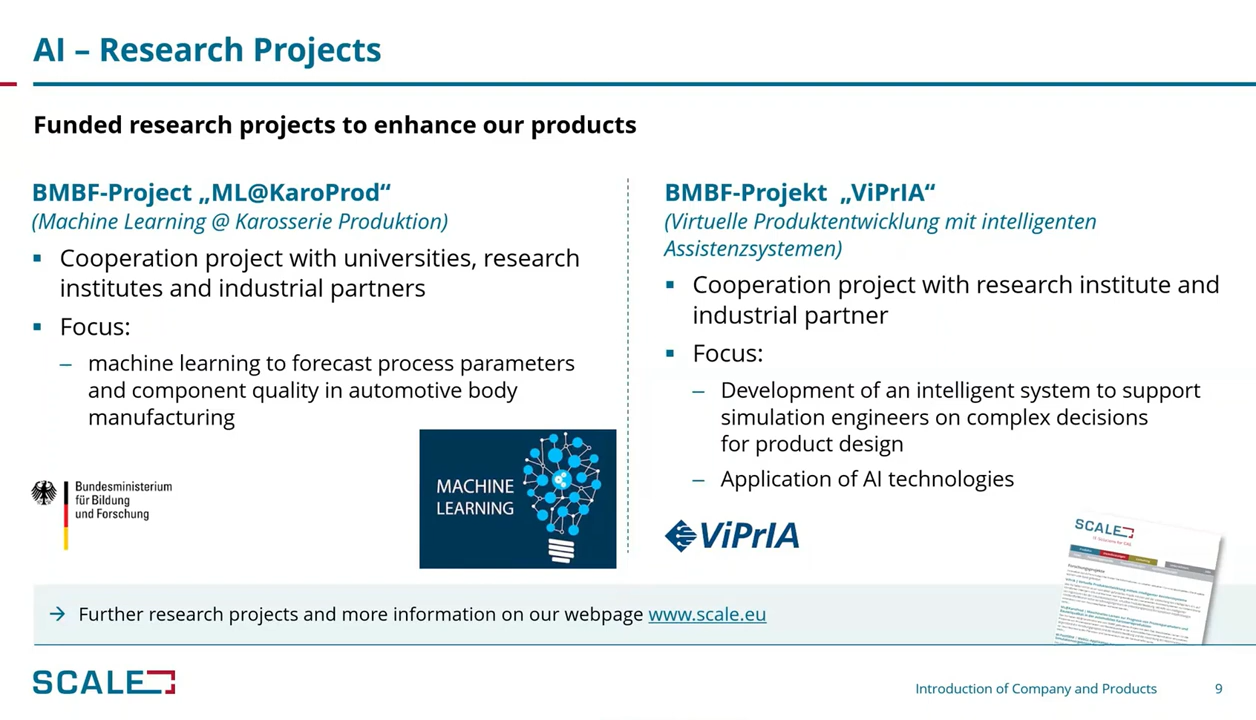 AI – Research Projects
Funded research projects to enhance our products
BMBF-Project „ML@KaroProd“
(Machine Learning @ Karosserie Produktion)
Cooperation project with universities, research
institutes and industrial partners
Focus:
– machine learning to forecast process parameters
and component quality in automotive body
manufacturing
Bundesministerium
für Bildung
und Forschung
MACHINE
LEARNING
BMBF-Projekt „ViPrIA“
(Virtuelle Produktentwicklung mit intelligenten
Assistenzsystemen)
Cooperation project with research institute and
industrial partner
Focus:
– Development of an intelligent system to support
simulation engineers on complex decisions
for product design
– Application of AI technologies
ViPrIA
SCALE
Forschungsprojekte
→ Further research projects and more information on our webpage www.scale.eu
SCALE
Introduction of Company and Products 9